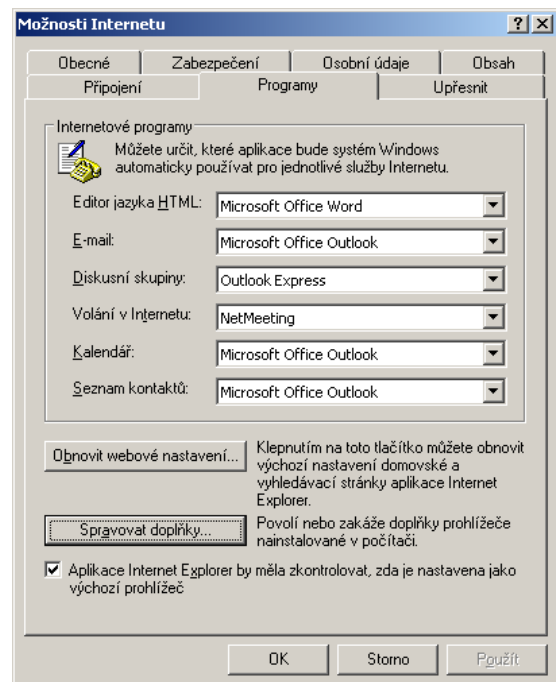 Možnosti Internetu
Obecné Zabezpečení Osobní údaje Obsah
Připojení Programy Upřesnit
Internetové programy
Můžete určit, které aplikace bude systém Windows
automaticky používat pro jednotlivé služby Internetu.
Editor jazyka HTML: Microsoft Office Word
E-mail: Microsoft Office Outlook
Diskusní skupiny: Outlook Express
Volání v Internetu: NetMeeting
Kalendář: Microsoft Office Outlook
Seznam kontaktů: Microsoft Office Outlook
Obnovit webové nastavení...
Klepnutím na toto tlačítko můžete obnovit
výchozí nastavení domovské a
vyhledávací stránky aplikace Internet
Explorer.
Spravovat doplňky...
Povolí nebo zakáže doplňky prohlížeče
nainstalované v počítači.
Aplikace Internet Explorer by měla zkontrolovat, zda je nastavena jako
výchozí prohlížeč
OK Storno Použít